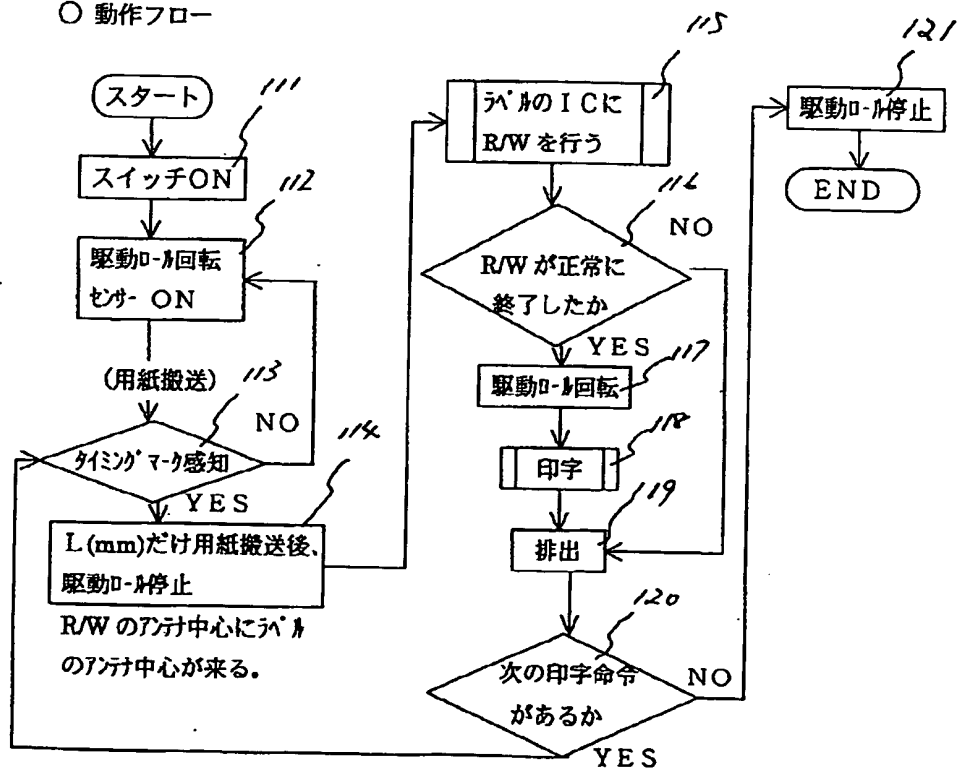 ○ 動作フロー
スタート
111
スイッチON
112
駆動ﾛｰﾙ回転
ｾﾝｻｰ ON
(用紙搬送)
113
NO
ﾀｲﾐﾝｸﾞﾏｰｸ感知
YES
114
L(mm)だけ用紙搬送後、
駆動ﾛｰﾙ停止
R/Wのｱﾝﾃﾅ中心にﾗﾍﾞﾙ
のｱﾝﾃﾅ中心が来る。
115
ﾗﾍﾞﾙのICに
R/Wを行う
116
NO
R/Wが正常に
終了したか
YES
117
駆動ﾛｰﾙ回転
118
印字
119
排出
120
次の印字命令
があるか
NO
YES
121
駆動ﾛｰﾙ停止
END